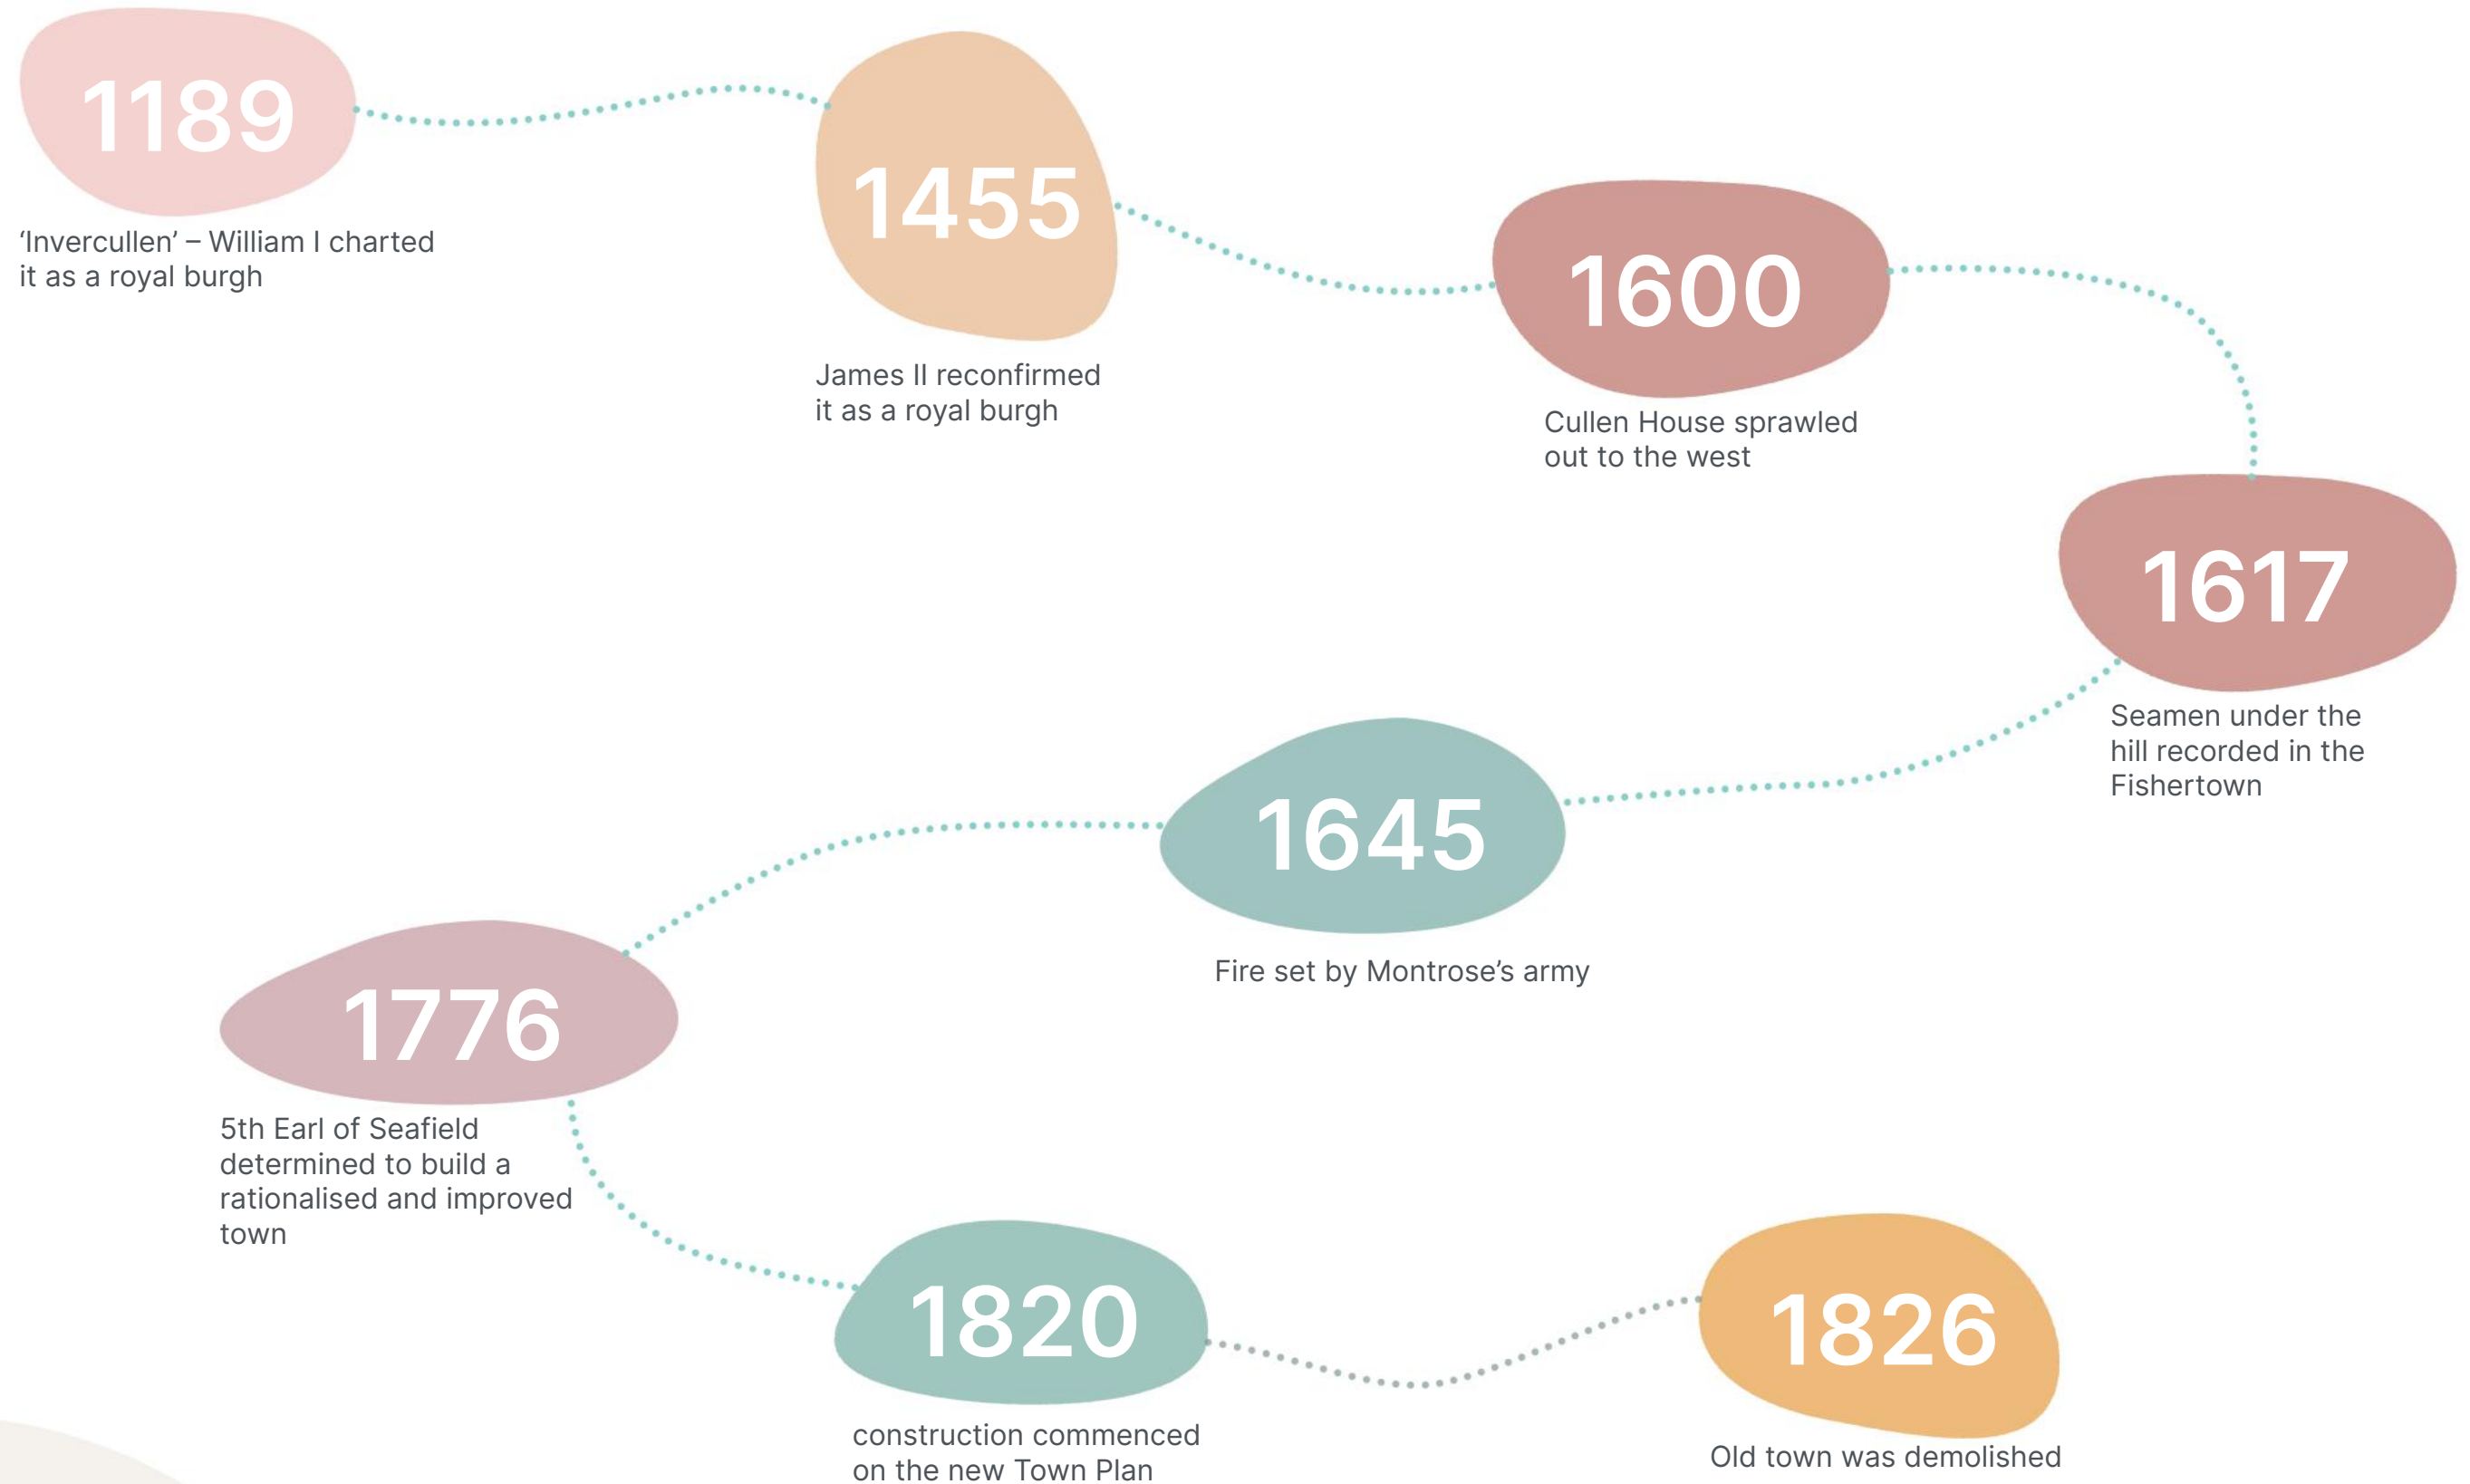 1189
‘Invercullen’ – William I charted
it as a royal burgh
1455
James II reconfirmed
it as a royal burgh
1600
Cullen House sprawled
out to the west
1617
Seamen under the
hill recorded in the
Fishertown
1645
Fire set by Montrose’s army
1776
5th Earl of Seafield
determined to build a
rationalised and improved
town
1820
construction commenced
on the new Town Plan
1826
Old town was demolished